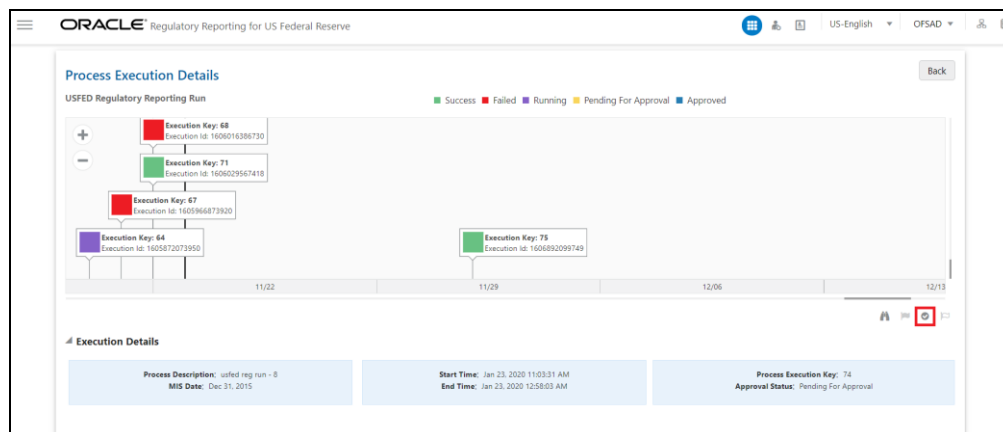 ORACLE® Regulatory Reporting for US Federal Reserve
US-English
OFSAD
Process Execution Details
Back
USFED Regulatory Reporting Run
Success Failed Running Pending For Approval Approved
Execution Key: 68
Execution Id: 1606016386730
Execution Key: 71
Execution Id: 1606029567418
Execution Key: 67
Execution Id: 1605966873920
Execution Key: 64
Execution Id: 1605872073950
Execution Key: 75
Execution Id: 1606892099749
11/22 11/29 12/06 12/13
Execution Details
Process Description: usfed reg run - 8
MIS Date: Dec 31, 2015
Start Time: Jan 23, 2020 11:03:31 AM
End Time: Jan 23, 2020 12:58:03 AM
Process Execution Key: 74
Approval Status: Pending For Approval